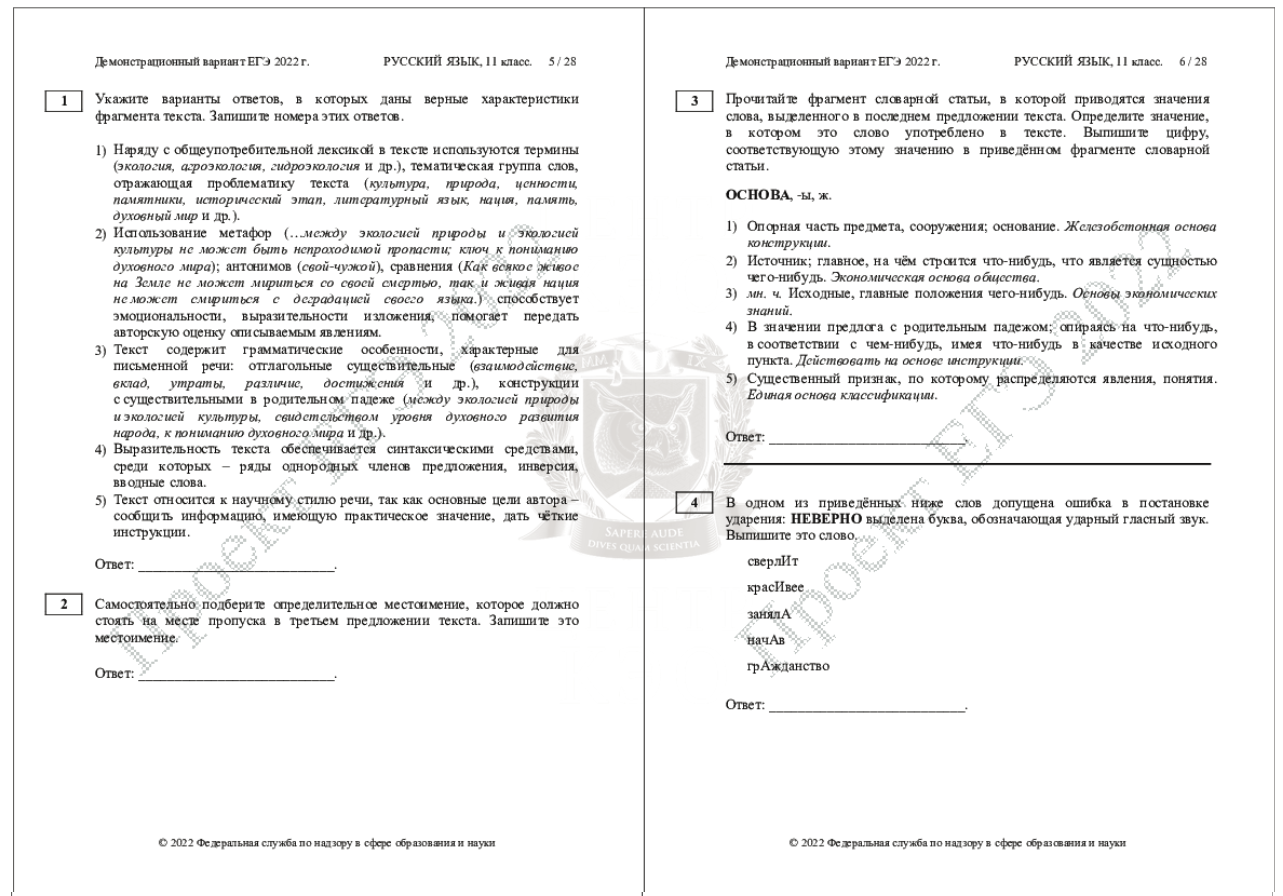 Демонстрационный вариант ЕГЭ 2022 г. РУССКИЙ ЯЗЫК, 11 класс. 5 / 28
1
Укажите варианты ответов, в которых даны верные характеристики
фрагмента текста. Запишите номера этих ответов.
1) Наряду с общеупотребительной лексикой в тексте используются термины
(экология, агроэкология, гидроэкология и др.), тематическая группа слов,
отражающая проблематику текста (культура, природа, ценности,
памятники, исторический этап, литературный язык, нация, память,
духовный мир и др.).
2) Использование метафор (…между экологией природы и экологией
культуры не может быть непроходимой пропасти; ключ к пониманию
духовного мира); антонимов (свой-чужой), сравнения (Как всякое живое
на Земле не может мириться со своей смертью, так и живая нация
не может смириться с деградацией своего языка.) способствует
эмоциональности, выразительности изложения, помогает передать
авторскую оценку описываемым явлениям.
3) Текст содержит грамматические особенности, характерные для
письменной речи: отглагольные существительные (взаимодействие,
вклад, утраты, различие, достижения и др.), конструкции
с существительными в родительном падеже (между экологией природы
и экологией культуры, свидетельством уровня духовного развития
народа, к пониманию духовного мира и др.).
4) Выразительность текста обеспечивается синтаксическими средствами,
среди которых – ряды однородных членов предложения, инверсия,
вводные слова.
5) Текст относится к научному стилю речи, так как основные цели автора –
сообщить информацию, имеющую практическое значение, дать чёткие
инструкции.
Ответ: ___________________________.
2
Самостоятельно подберите определительное местоимение, которое должно
стоять на месте пропуска в третьем предложении текста. Запишите это
местоимение.
Ответ: ___________________________.
© 2022 Федеральная служба по надзору в сфере образования и науки
Проект ЕГЭ 2022
Демонстрационный вариант ЕГЭ 2022 г. РУССКИЙ ЯЗЫК, 11 класс. 6 / 28
3
Прочитайте фрагмент словарной статьи, в которой приводятся значения
слова, выделенного в последнем предложении текста. Определите значение,
в котором это слово употреблено в тексте. Выпишите цифру,
соответствующую этому значению в приведённом фрагменте словарной
статьи.
ОСНОВА, -ы, ж.
1) Опорная часть предмета, сооружения; основание. Железобетонная основа
конструкции.
2) Источник; главное, на чём строится что-нибудь, что является сущностью
чего-нибудь. Экономическая основа общества.
3) мн. ч. Исходные, главные положения чего-нибудь. Основы экономических
знаний.
4) В значении предлога с родительным падежом; опираясь на что-нибудь,
в соответствии с чем-нибудь, имея что-нибудь в качестве исходного
пункта. Действовать на основе инструкции.
5) Существенный признак, по которому распределяются явления, понятия.
Единая основа классификации.
Ответ: ___________________________.
4
В одном из приведённых ниже слов допущена ошибка в постановке
ударения: НЕВЕРНО выделена буква, обозначающая ударный гласный звук.
Выпишите это слово.
сверлИт
красИвее
занялА
начАв
грАжданство
Ответ: ___________________________.
© 2022 Федеральная служба по надзору в сфере образования и науки
Проект ЕГЭ 2022
SAPERE AUDE
DIVES QUAM SCIENTIA